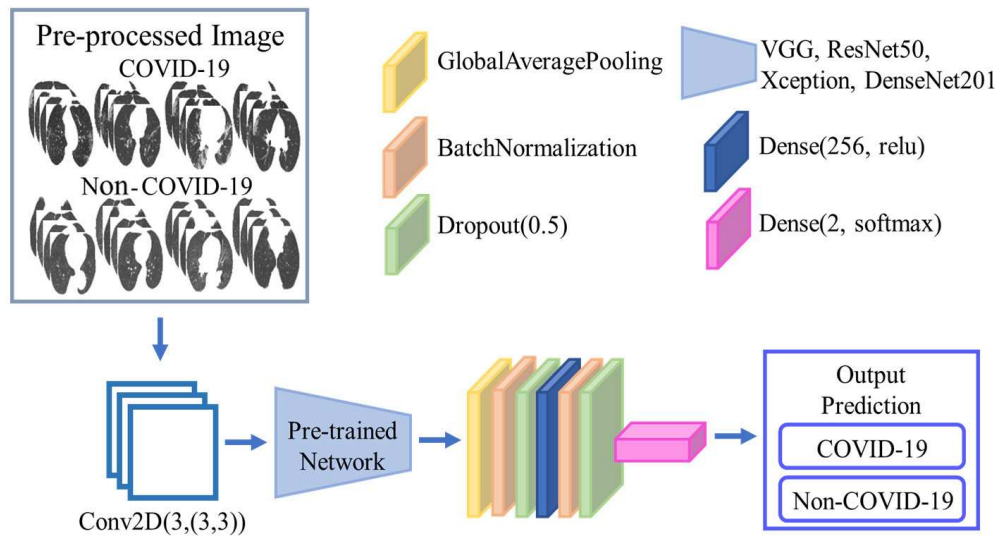 Pre-processed Image
COVID-19
Non-COVID-19
GlobalAveragePooling
BatchNormalization
Dropout(0.5)
VGG, ResNet50,
Xception, DenseNet201
Dense(256, relu)
Dense(2, softmax)
Conv2D(3,(3,3))
Pre-trained
Network
Output
Prediction
COVID-19
Non-COVID-19